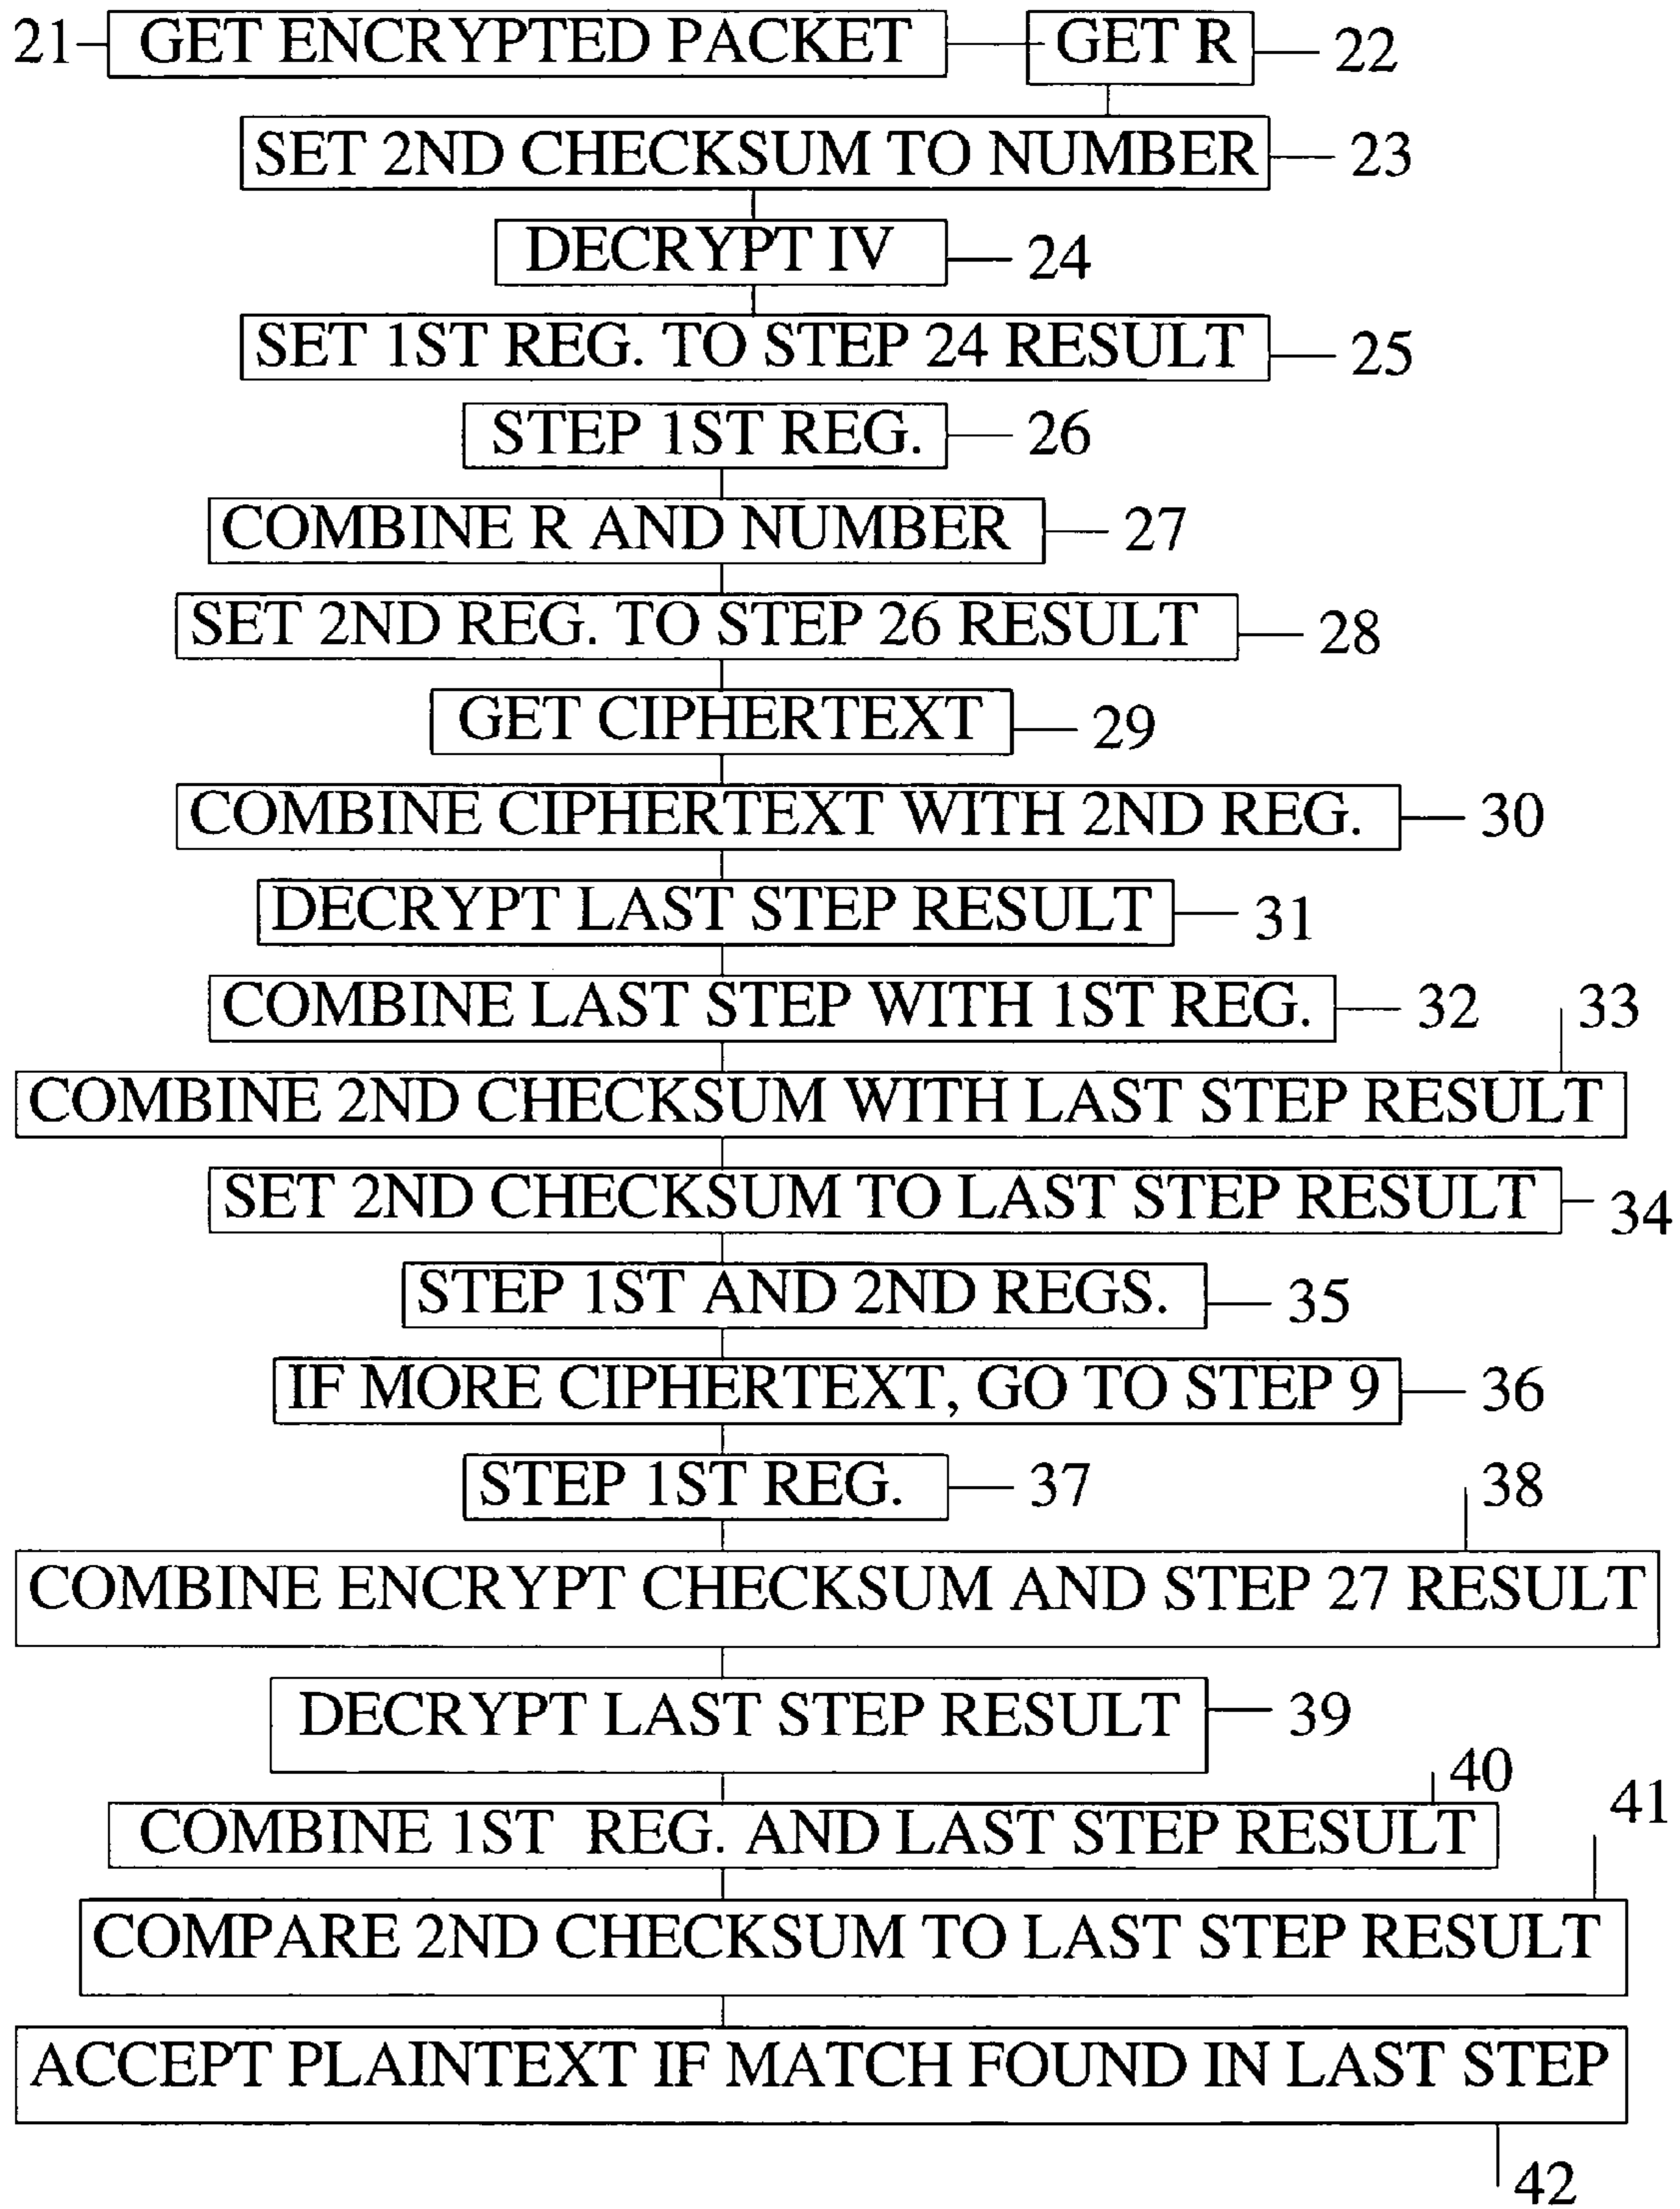 21 GET ENCRYPTED PACKET GET R 22
SET 2ND CHECKSUM TO NUMBER 23
DECRYPT IV 24
SET 1ST REG. TO STEP 24 RESULT 25
STEP 1ST REG. 26
COMBINE R AND NUMBER 27
SET 2ND REG. TO STEP 26 RESULT 28
GET CIPHERTEXT 29
COMBINE CIPHERTEXT WITH 2ND REG. 30
DECRYPT LAST STEP RESULT 31
COMBINE LAST STEP WITH 1ST REG. 32 33
COMBINE 2ND CHECKSUM WITH LAST STEP RESULT
SET 2ND CHECKSUM TO LAST STEP RESULT 34
STEP 1ST AND 2ND REGS. 35
IF MORE CIPHERTEXT, GO TO STEP 9 36
STEP 1ST REG. 37 38
COMBINE ENCRYPT CHECKSUM AND STEP 27 RESULT
DECRYPT LAST STEP RESULT 39
40
COMBINE 1ST REG. AND LAST STEP RESULT 41
COMPARE 2ND CHECKSUM TO LAST STEP RESULT
ACCEPT PLAINTEXT IF MATCH FOUND IN LAST STEP
42